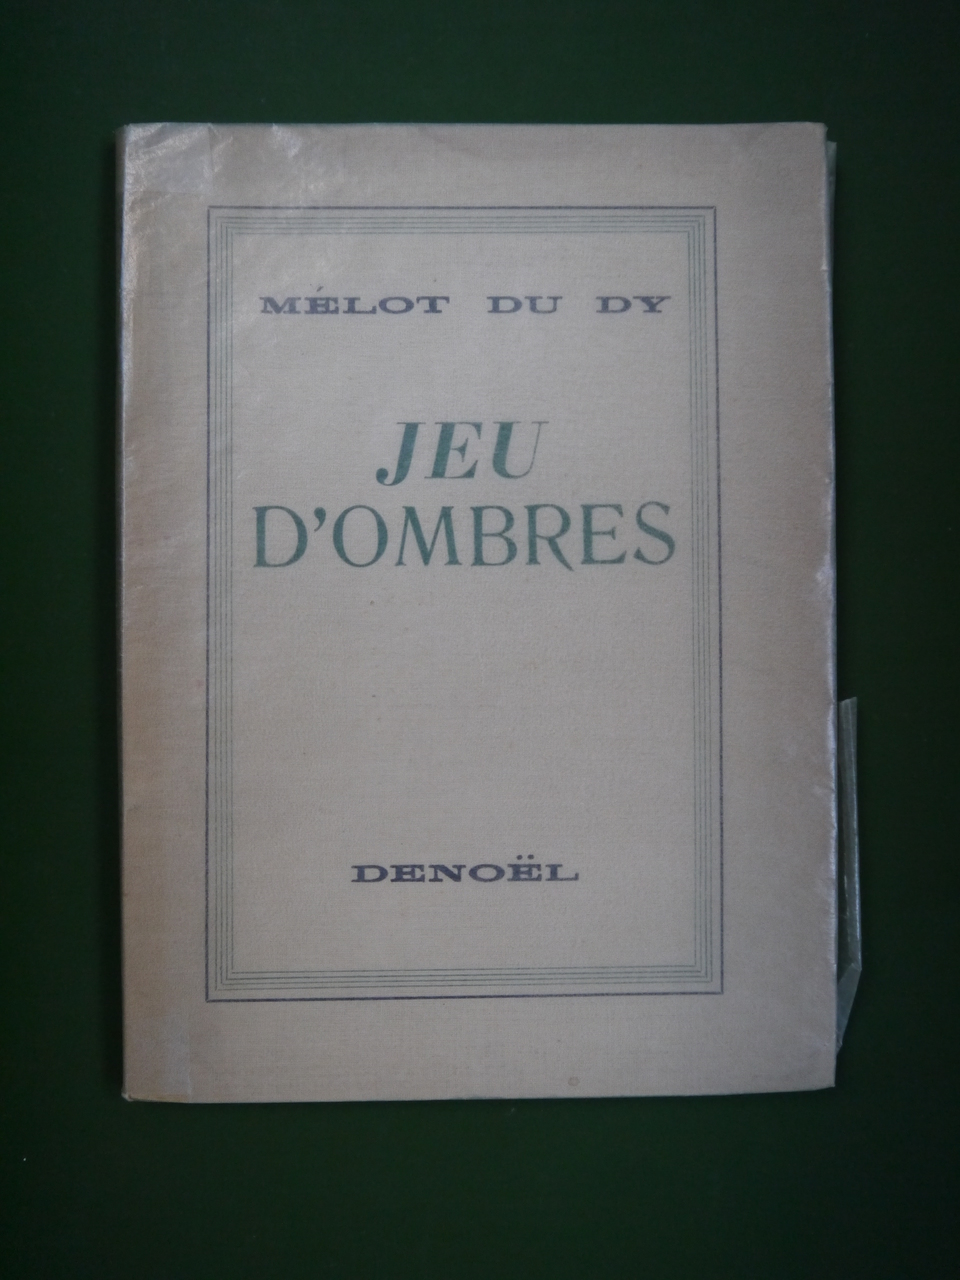 MÉLOT DU DY
JEU
D'OMBRES
DENOËL